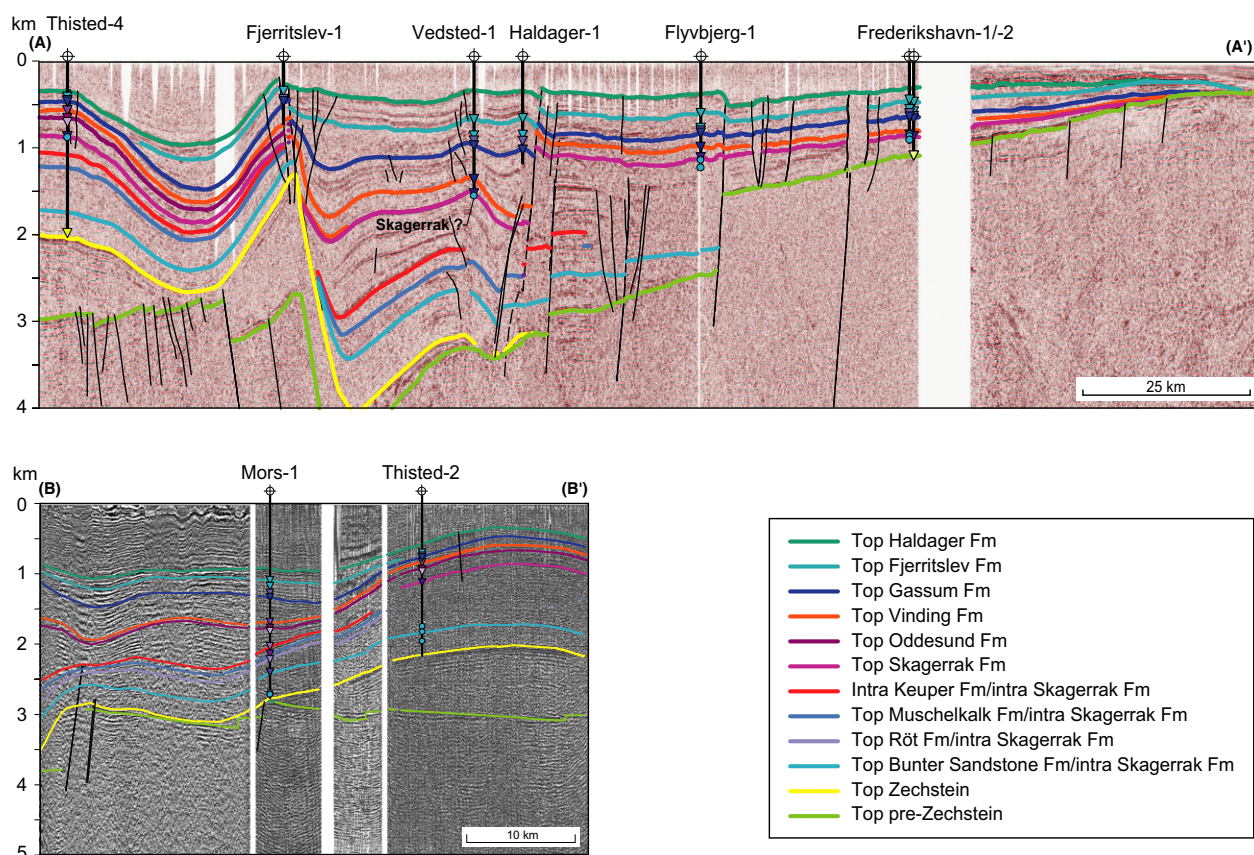 km Thisted-4 Fjerritslev-1 Vedsted-1 Haldager-1 Flyvbjerg-1 Frederikshavn-1/-2
(A) (A')
0
1
2
Skagerrak ?
3
25 km
4
km Mors-1 Thisted-2
(B) (B')
0
1
2
3
4
10 km
5
Top Haldager Fm
Top Fjerritslev Fm
Top Gassum Fm
Top Vinding Fm
Top Oddesund Fm
Top Skagerrak Fm
Intra Keuper Fm/intra Skagerrak Fm
Top Muschelkalk Fm/intra Skagerrak Fm
Top Röt Fm/intra Skagerrak Fm
Top Bunter Sandstone Fm/intra Skagerrak Fm
Top Zechstein
Top pre-Zechstein